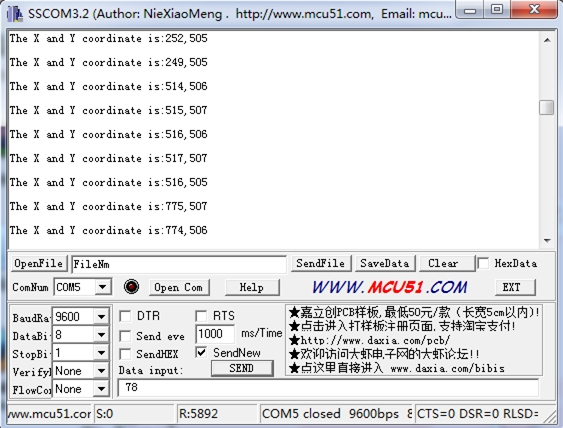 SSCOM3.2 (Author: NieXiaoMeng . http://www.mcu51.com, Email: mcu...
The X and Y coordinate is:252,505
The X and Y coordinate is:249,505
The X and Y coordinate is:514,506
The X and Y coordinate is:515,507
The X and Y coordinate is:516,506
The X and Y coordinate is:517,507
The X and Y coordinate is:516,505
The X and Y coordinate is:775,507
The X and Y coordinate is:774,506
OpenFile FileNm SendFile SaveData Clear HexData
ComNum COM5 Open Com Help WWW.MCU51.COM EXT
BaudRa 9600 DTR RTS
DataBi 8 Send eve 1000 ms/Time
StopBi 1 SendHEX SendNew
Verify None Data input: SEND
FlowCon None 78
★嘉立创PCB样板,最低50元/款(长宽5cm以内)!
★点击进入打样板注册页面,支持淘宝支付!
★http://www.daxia.com/pcb/
★欢迎访问大虾电子网的大虾论坛!!
★点这里直接进入 www.daxia.com/bibis
www.mcu51.cor S:0 R:5892 COM5 closed 9600bps 8 CTS=0 DSR=0 RLSD=